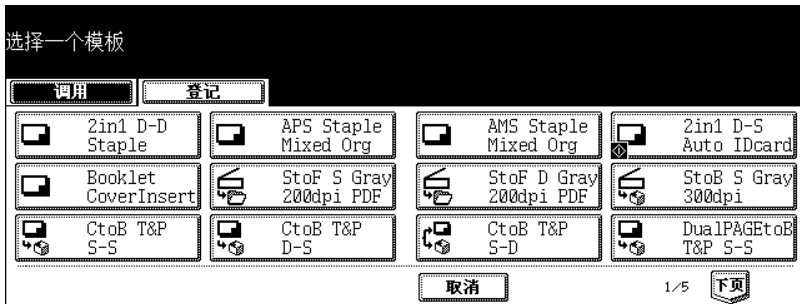 选择一个模板
调用 登记
2in1 D-D APS Staple AMS Staple 2in1 D-S
Staple Mixed Org Mixed Org Auto IDcard
Booklet StoF S Gray StoF D Gray StoB S Gray
CoverInsert 200dpi PDF 200dpi PDF 300dpi
CtoB T&P CtoB T&P CtoB T&P DualPAGEtoB
S-S D-S S-D T&P S-S
取消 1/5 下页